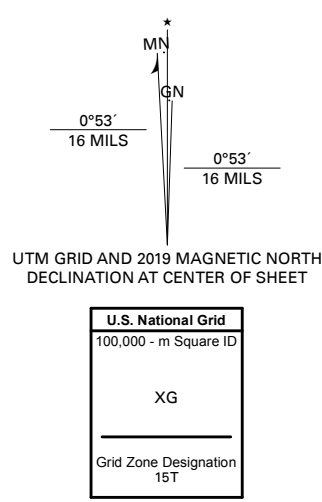 ★
MN
GN
0°53´
16 MILS
0°53´
16 MILS
UTM GRID AND 2019 MAGNETIC NORTH
DECLINATION AT CENTER OF SHEET
U.S. National Grid
100,000 - m Square ID
XG
Grid Zone Designation
15T